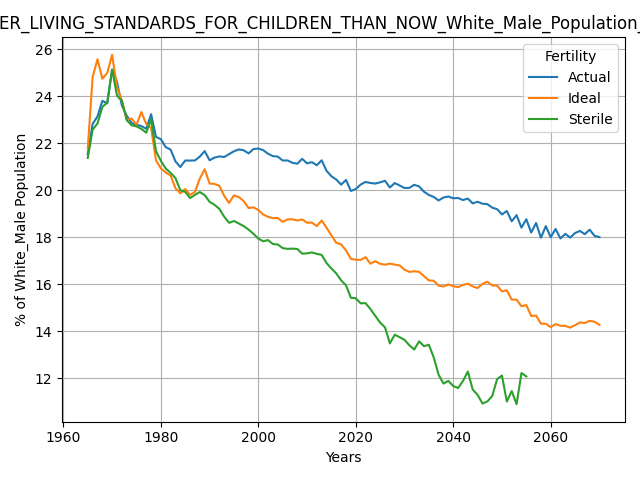 ER_LIVING_STANDARDS_FOR_CHILDREN_THAN_NOW_White_Male_Population_
Fertility
Actual
Ideal
Sterile
% of White_Male Population
26
24
22
20
18
16
14
12
1960
1980
2000
2020
2040
2060
Years